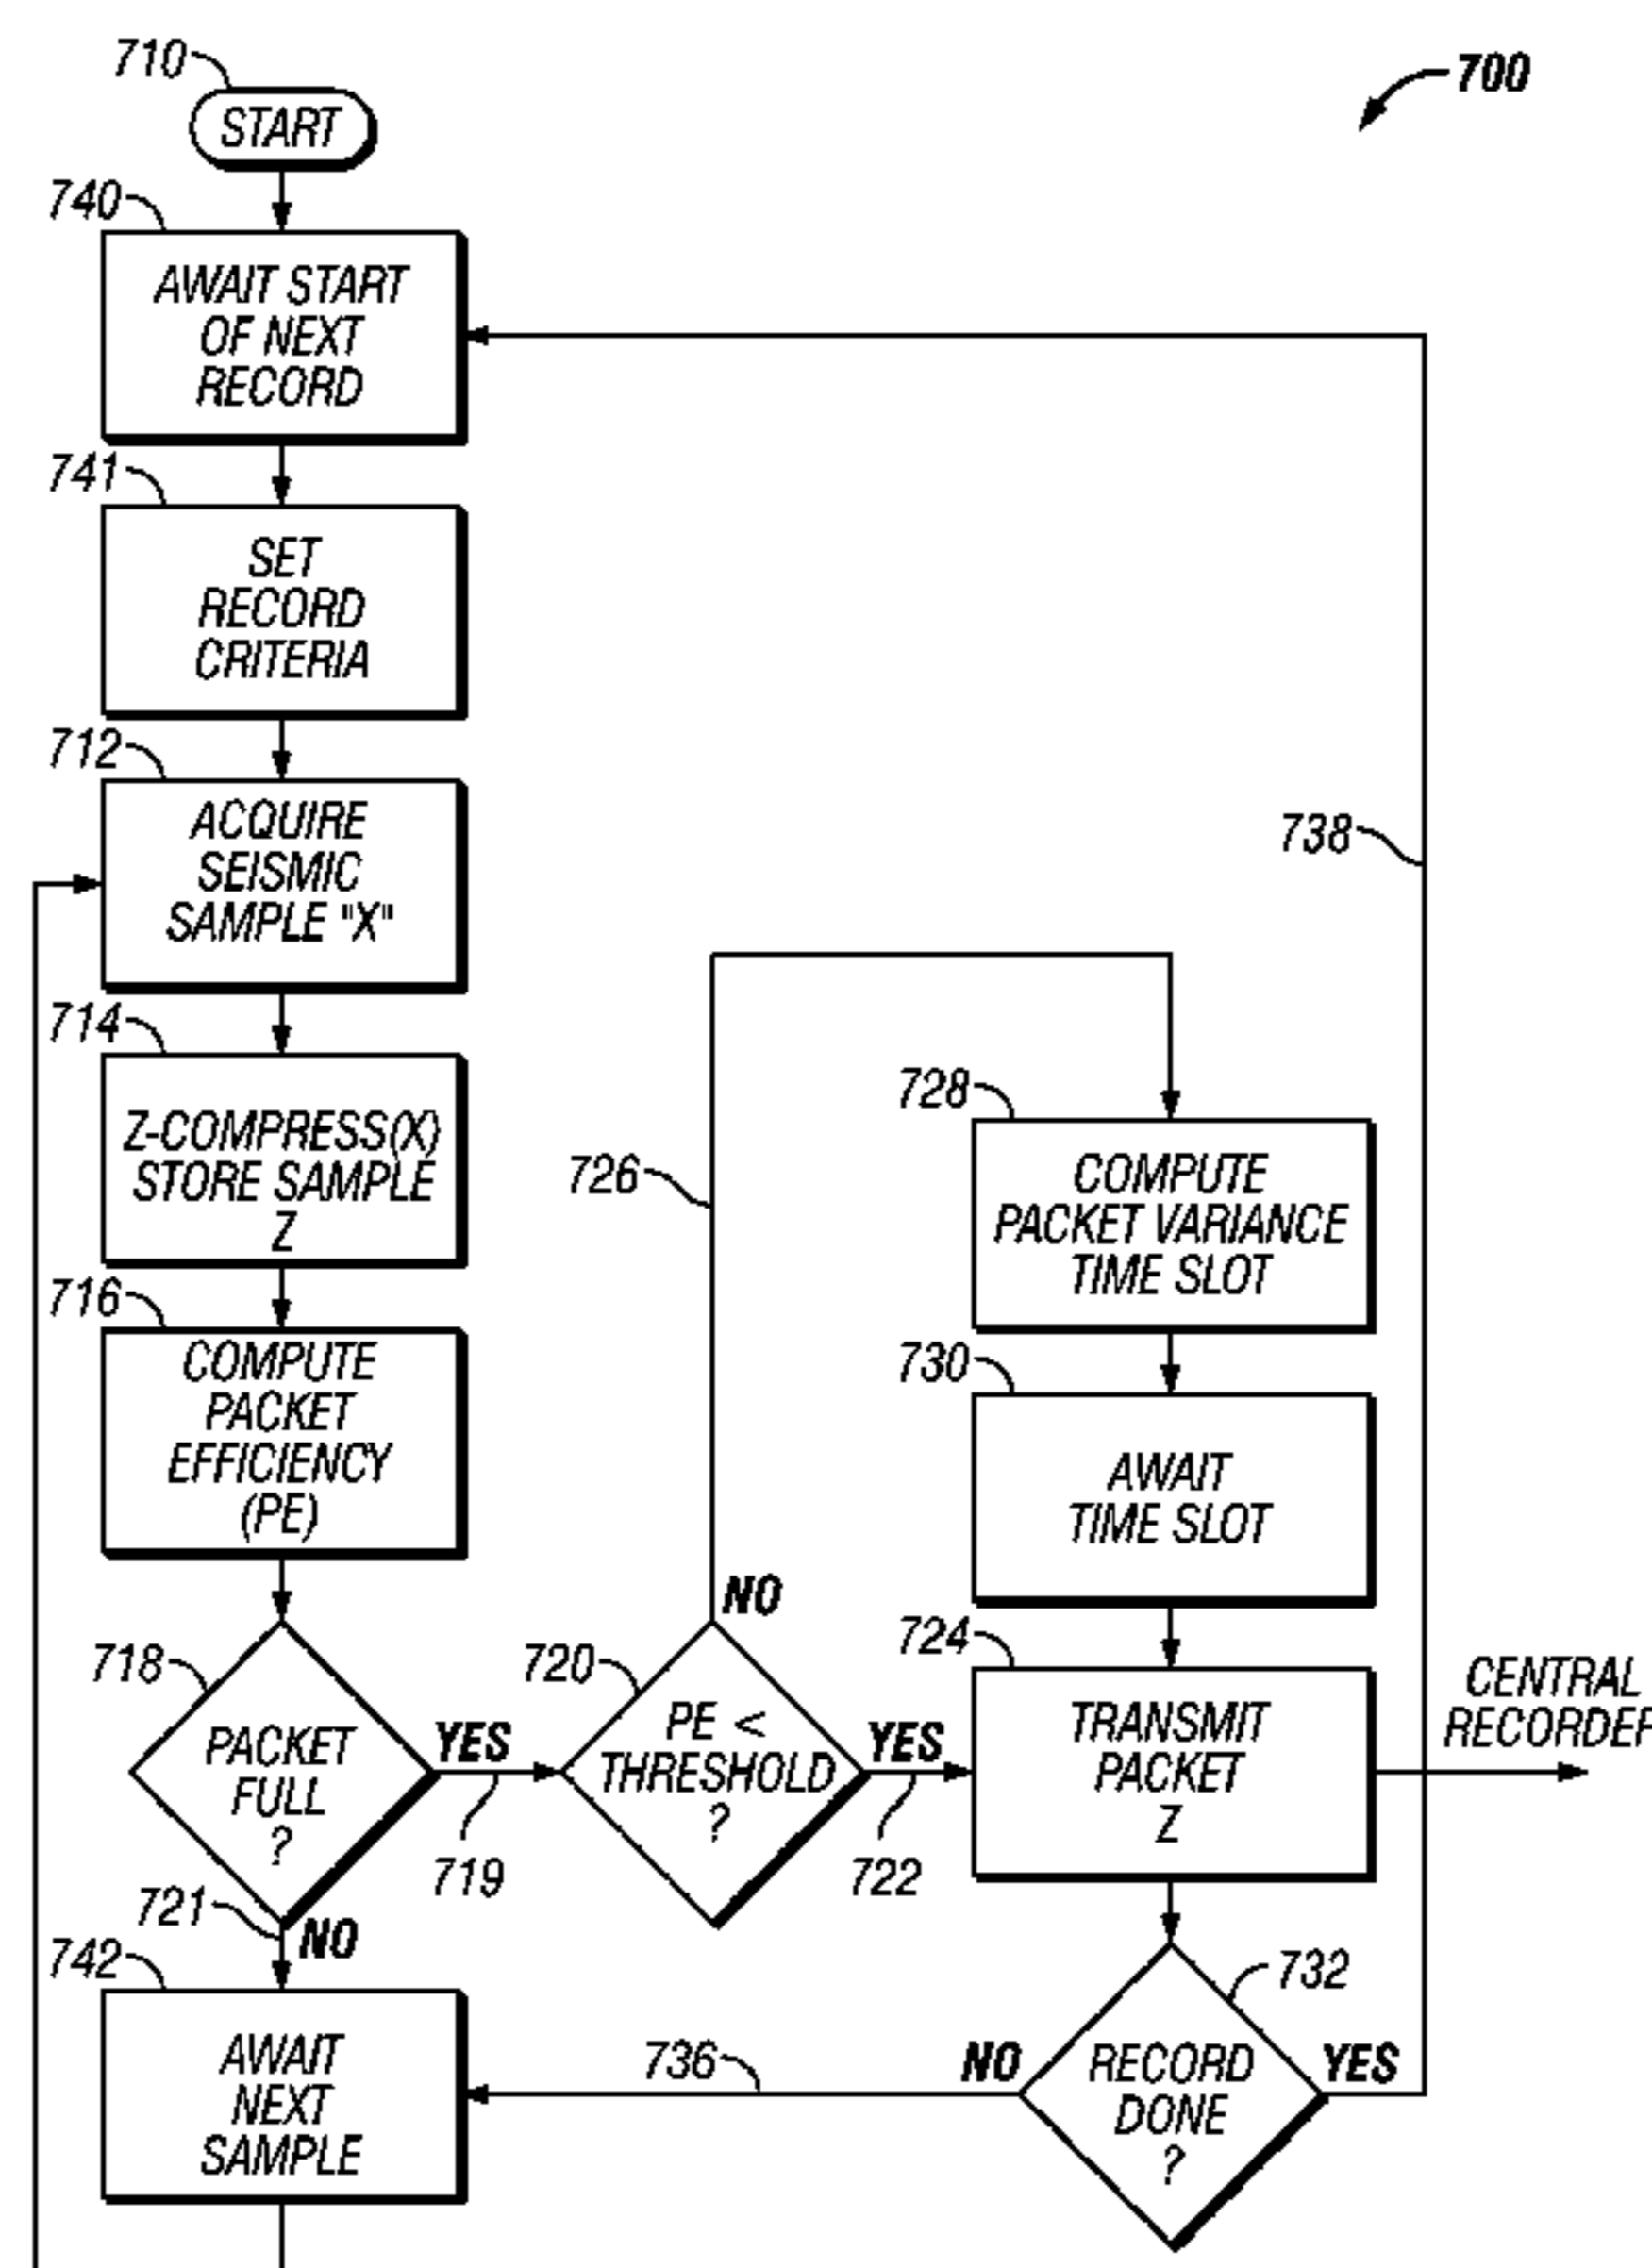 710
START
700
740
AWAIT START
OF NEXT
RECORD
741
SET
RECORD
CRITERIA
712
ACQUIRE
SEISMIC
SAMPLE "X"
738
714
Z-COMPRESS(X)
STORE SAMPLE
Z
726
728
COMPUTE
PACKET VARIANCE
TIME SLOT
716
COMPUTE
PACKET
EFFICIENCY
(PE)
730
AWAIT
TIME SLOT
718
PACKET
FULL
?
YES
719
720
NO
PE <
THRESHOLD
?
YES
722
724
TRANSMIT
PACKET
Z
CENTRAL
RECORDER
721
NO
742
AWAIT
NEXT
SAMPLE
736
NO
732
RECORD
DONE
?
YES